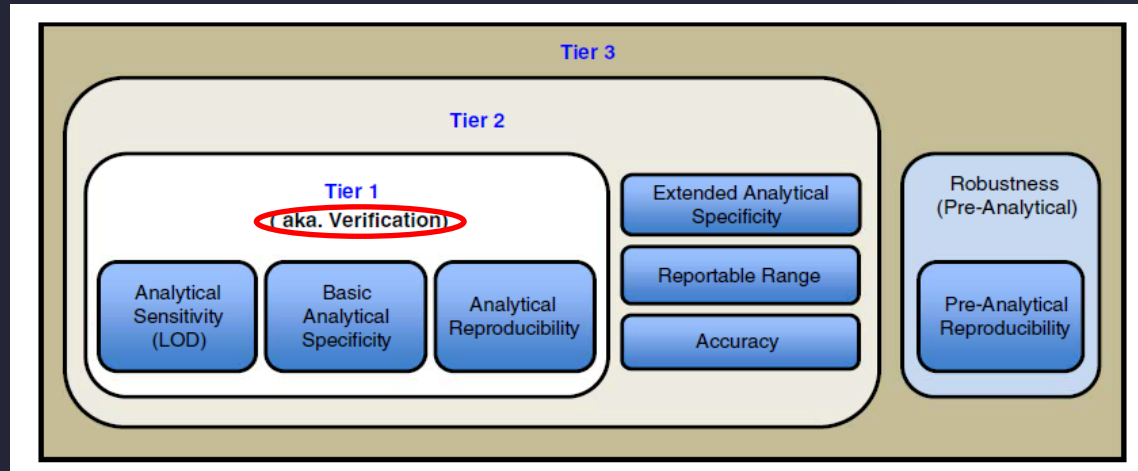 Tier 3
Tier 2
Tier 1
( aka. Verification)
Analytical
Sensitivity
(LOD)
Basic
Analytical
Specificity
Analytical
Reproducibility
Extended Analytical
Specificity
Reportable Range
Accuracy
Robustness
(Pre-Analytical)
Pre-Analytical
Reproducibility